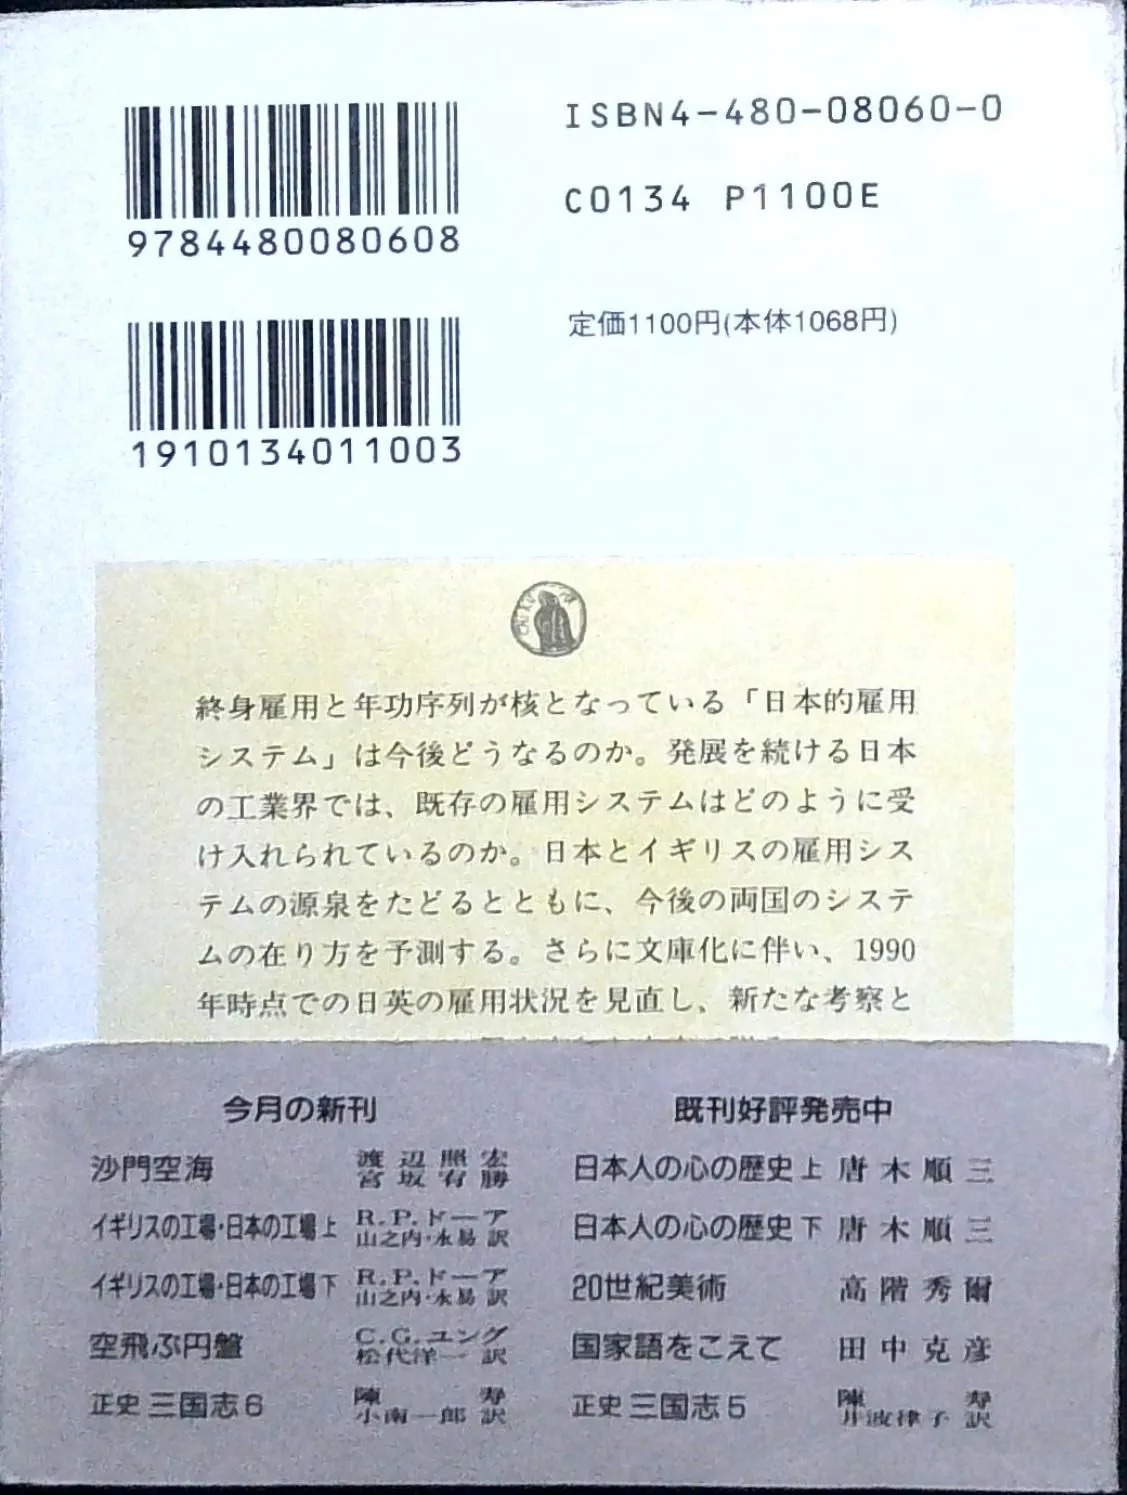 ISBN4-480-08060-0
9784480080608
C0134 P1100E
定価1100円(本体1068円)
1910134011003
終身雇用と年功序列が核となっている「日本的雇用
システム」は今後どうなるのか。発展を続ける日本
の工業界では、既存の雇用システムはどのように受
け入れられているのか。日本とイギリスの雇用シス
テムの源泉をたどるとともに、今後の両国のシステ
ムの在り方を予測する。さらに文庫化に伴い、1990
年時点での日英の雇用状況を見直し、新たな考察と
今月の新刊
沙門空海 渡辺照宏 宮坂宥勝
イギリスの工場・日本の工場 上 R.P.ドーア 山之内・永易 訳
イギリスの工場・日本の工場 下 R.P.ドーア 山之内・永易 訳
空飛ぶ円盤 C.G.ユング 松代洋一 訳
正史 三国志 6 陳寿 小南一郎 訳
既刊好評発売中
日本人の心の歴史 上 唐木順三
日本人の心の歴史 下 唐木順三
20世紀美術 高階秀爾
国家語をこえて 田中克彦
正史 三国志 5 陳寿 井波律子 訳